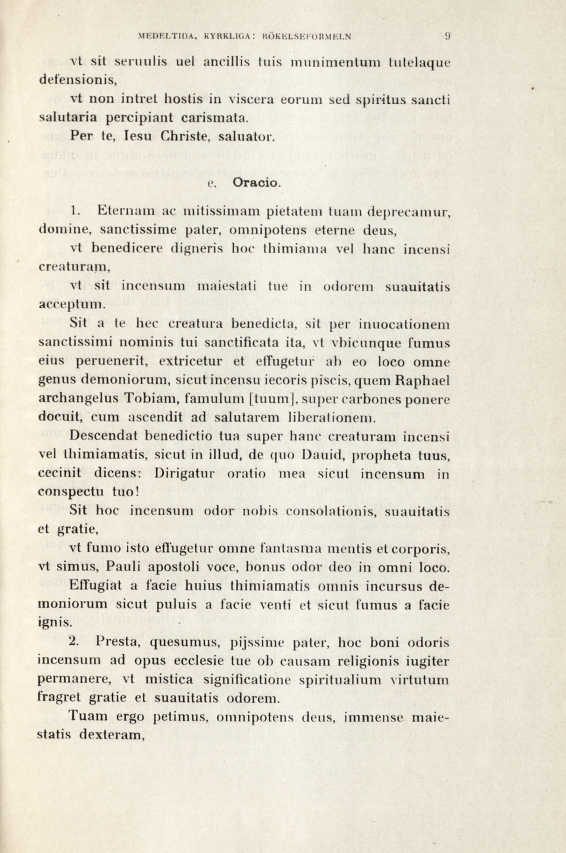 MEDELTIDA, KYRKLIGA: RÖKELSEFORMELN 9
vt sit seruulis uel ancillis tuis munimentum tutelaque
defensionis,
vt non intret hostis in viscera eorum sed spiritus sancti
salutaria percipiant carismata.
Per te, Iesu Christe, saluator.
e. Oracio.
1. Eternam ac mitissimam pietatem tuam deprecamur,
domine, sanctissime pater, omnipotens eterne deus,
vt benedicere digneris hoc thimiama vel hanc incensi
creaturam,
vt sit incensum maiestati tue in odorem suauitatis
acceptum.
Sit a te hec creatura benedicta, sit per inuocationem
sanctissimi nominis tui sanctificata ita, vt vbicunque fumus
eius peruenerit, extricetur et effugetur ab eo loco omne
genus demoniorum, sicut incensu iecoris piscis, quem Raphael
archangelus Tobiam, famulum [tuum], super carbones ponere
docuit, cum ascendit ad salutarem liberationem.
Descendat benedictio tua super hanc creaturam incensi
vel thimiamatis, sicut in illud, de quo Dauid, propheta tuus,
cecinit dicens: Dirigatur oratio mea sicut incensum in
conspectu tuo!
Sit hoc incensum odor nobis consolationis, suauitatis
et gratie,
vt fumo isto effugetur omne fantasma mentis et corporis,
vt simus, Pauli apostoli voce, bonus odor deo in omni loco.
Effugiat a facie huius thimiamatis omnis incursus de-
moniorum sicut puluis a facie venti et sicut fumus a facie
ignis.
2. Presta, quesumus, pijssime pater, hoc boni odoris
incensum ad opus ecclesie tue ob causam religionis iugiter
permanere, vt mistica significatione spiritualium virtutum
fragret gratie et suauitatis odorem.
Tuam ergo petimus, omnipotens deus, immense maie-
statis dexteram,